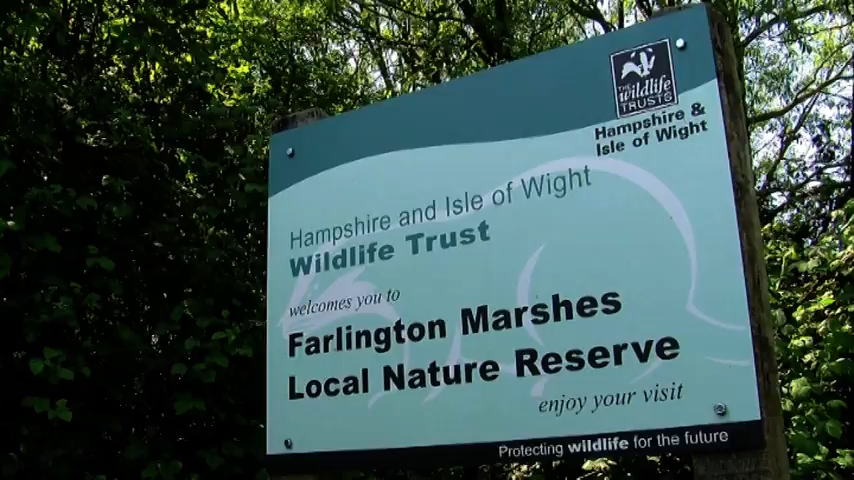 THE
wildlife
TRUSTS
Hampshire &
Isle of Wight
Hampshire and Isle of Wight
Wildlife Trust
welcomes you to
Farlington Marshes
Local Nature Reserve
enjoy your visit
Protecting wildlife for the future